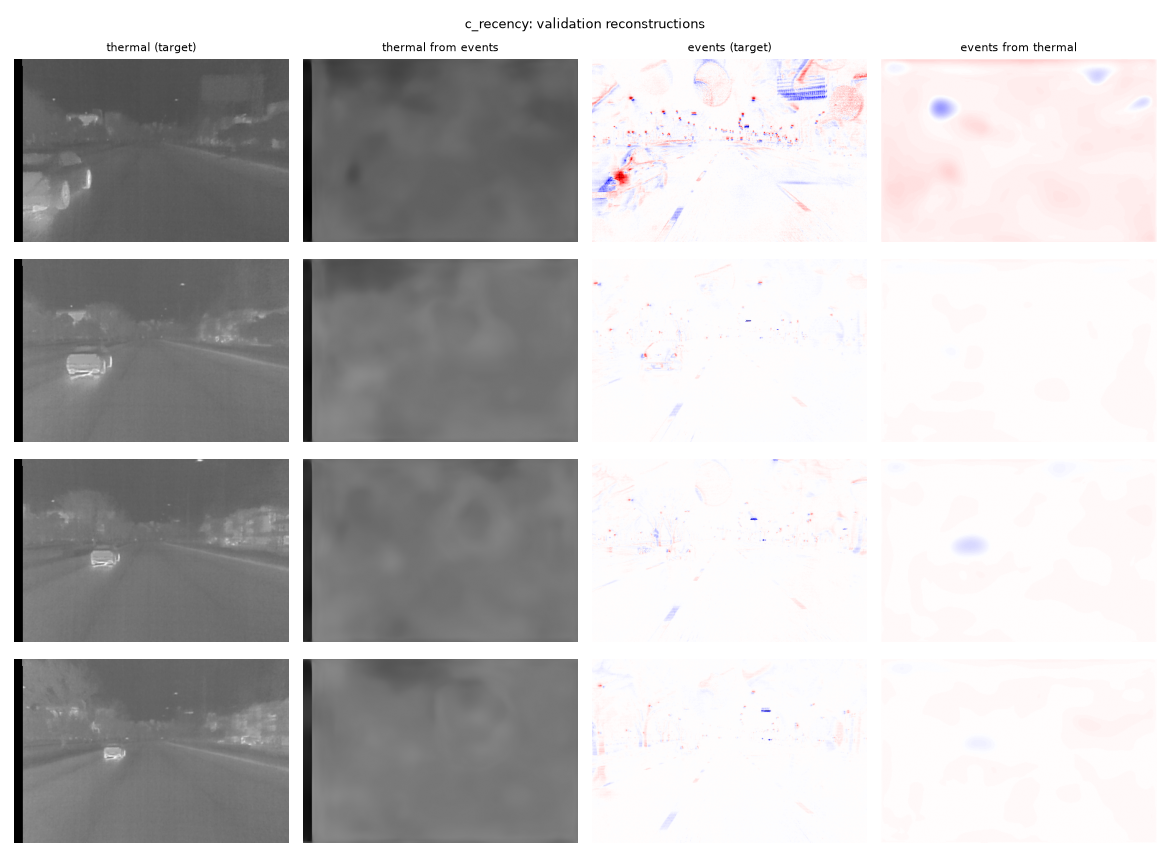 c_recency: validation reconstructions
thermal (target)
thermal from events
events (target)
events from thermal